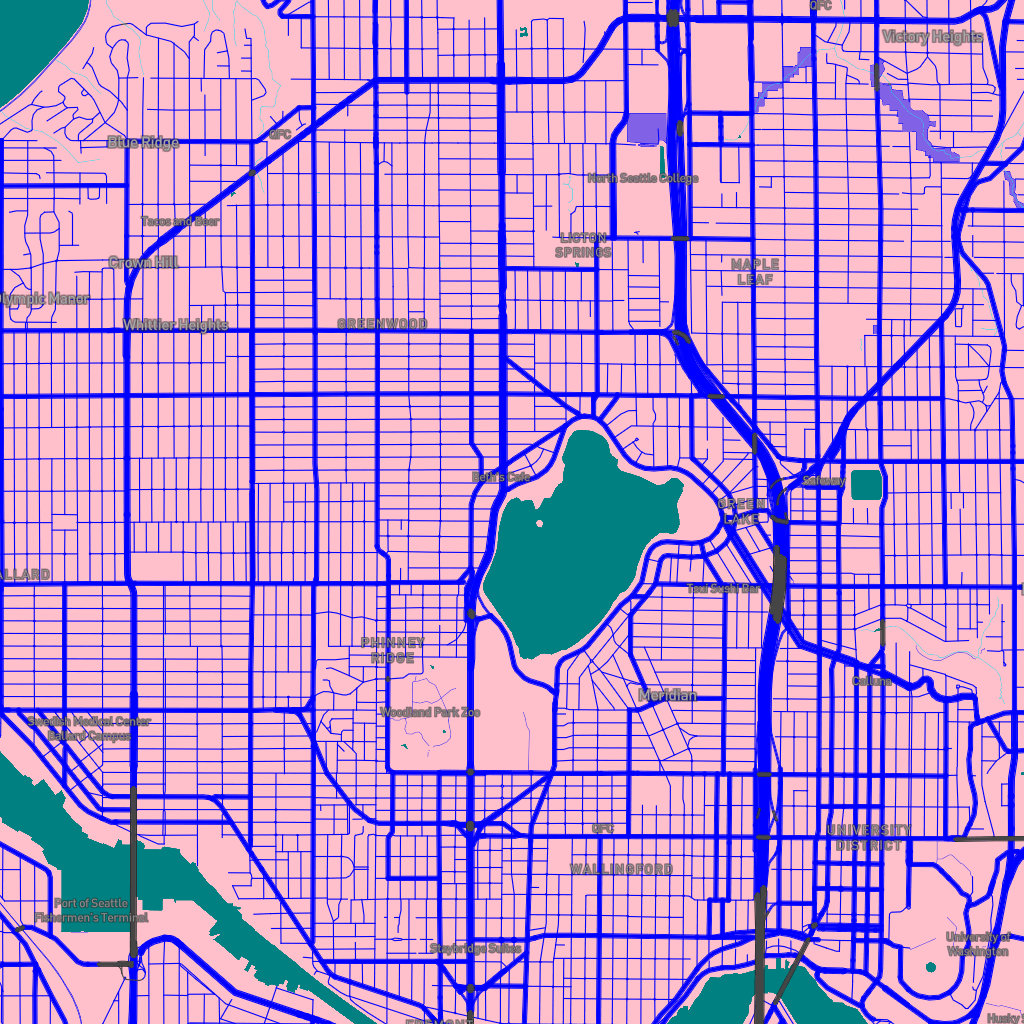 QFC
Victory Heights
QFC
Blue Ridge
North Seattle College
Tacos and Beer
LICTON
SPRINGS
Crown Hill
MAPLE
LEAF
lympic Manor
Whittier Heights
GREENWOOD
Beth's Cafe
Safeway
GREEN
LAKE
ALLARD
Tsui Sushi Bar
PHINNEY
RIDGE
Calluna
Meridian
Woodland Park Zoo
Swedish Medical Center
Ballard Campus
QFC
UNIVERSITY
DISTRICT
WALLINGFORD
Port of Seattle
Fishermen's Terminal
University of
Washington
Staybridge Suites
Husky
FREMONT